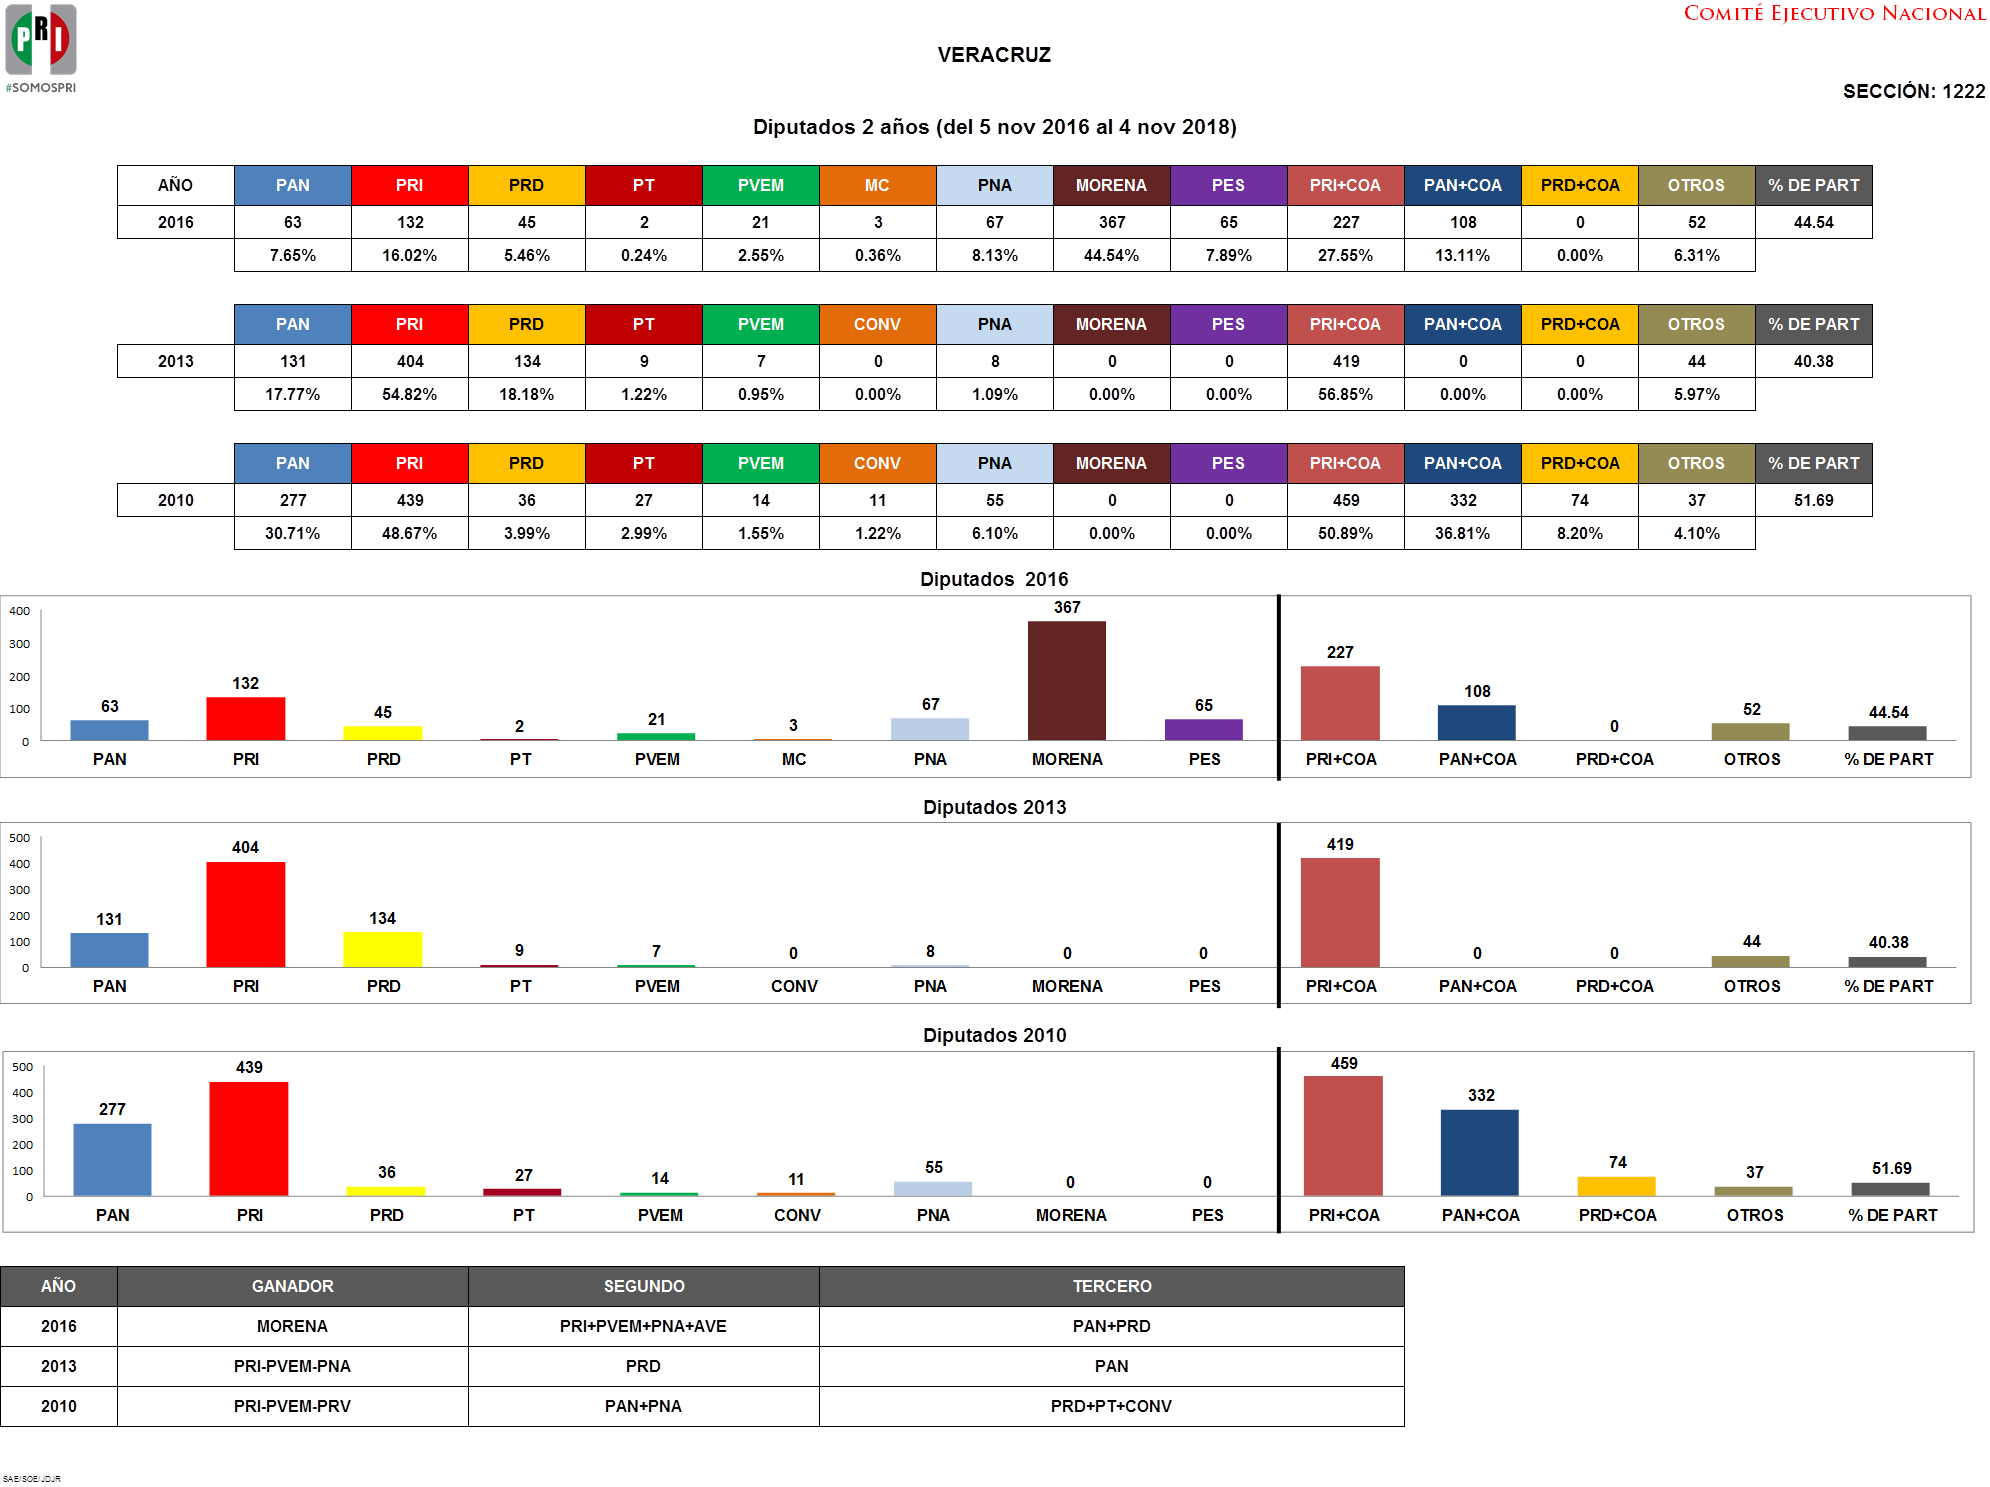 PRI
#SOMOSPRI
COMITÉ EJECUTIVO NACIONAL
VERACRUZ
SECCIÓN: 1222
Diputados 2 años (del 5 nov 2016 al 4 nov 2018)
AÑO PAN PRI PRD PT PVEM MC PNA MORENA PES PRI+COA PAN+COA PRD+COA OTROS % DE PART
2016 63 132 45 2 21 3 67 367 65 227 108 0 52 44.54
7.65% 16.02% 5.46% 0.24% 2.55% 0.36% 8.13% 44.54% 7.89% 27.55% 13.11% 0.00% 6.31%
PAN PRI PRD PT PVEM CONV PNA MORENA PES PRI+COA PAN+COA PRD+COA OTROS % DE PART
2013 131 404 134 9 7 0 8 0 0 419 0 0 44 40.38
17.77% 54.82% 18.18% 1.22% 0.95% 0.00% 1.09% 0.00% 0.00% 56.85% 0.00% 0.00% 5.97%
PAN PRI PRD PT PVEM CONV PNA MORENA PES PRI+COA PAN+COA PRD+COA OTROS % DE PART
2010 277 439 36 27 14 11 55 0 0 459 332 74 37 51.69
30.71% 48.67% 3.99% 2.99% 1.55% 1.22% 6.10% 0.00% 0.00% 50.89% 36.81% 8.20% 4.10%
Diputados 2016
400
300
200
100
0
63 132 45 2 21 3 67 367 65 227 108 0 52 44.54
PAN PRI PRD PT PVEM MC PNA MORENA PES PRI+COA PAN+COA PRD+COA OTROS % DE PART
Diputados 2013
500
400
300
200
100
0
131 404 134 9 7 0 8 0 0 419 0 0 44 40.38
PAN PRI PRD PT PVEM CONV PNA MORENA PES PRI+COA PAN+COA PRD+COA OTROS % DE PART
Diputados 2010
500
400
300
200
100
0
277 439 36 27 14 11 55 0 0 459 332 74 37 51.69
PAN PRI PRD PT PVEM CONV PNA MORENA PES PRI+COA PAN+COA PRD+COA OTROS % DE PART
AÑO GANADOR SEGUNDO TERCERO
2016 MORENA PRI+PVEM+PNA+AVE PAN+PRD
2013 PRI-PVEM-PNA PRD PAN
2010 PRI-PVEM-PRV PAN+PNA PRD+PT+CONV
SAE/SOE/JDJR